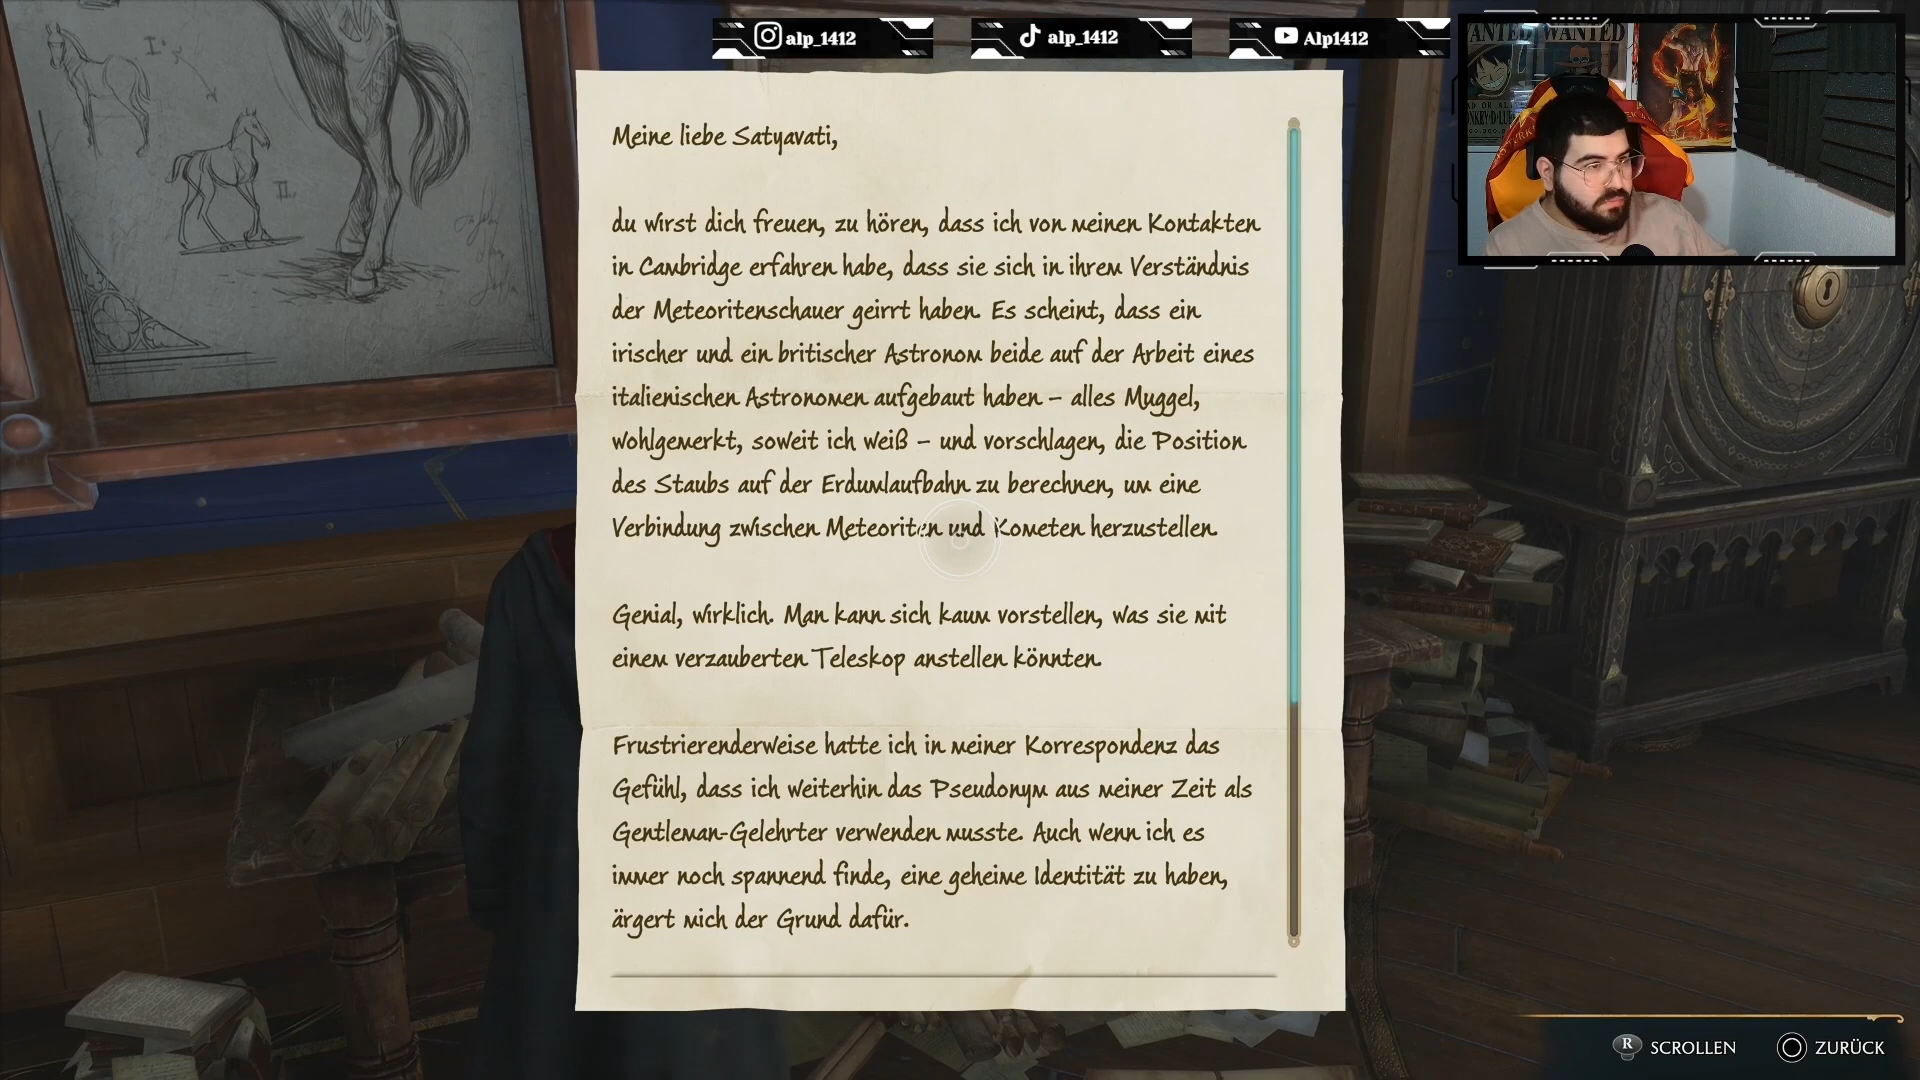 alp_1412
alp_1412
Alp1412
WANTED
Meine liebe Satyavati,
du wirst dich freuen, zu hören, dass ich von meinen Kontakten
in Cambridge erfahren habe, dass sie sich in ihrem Verständnis
der Meteoritenschauer geirrt haben. Es scheint, dass ein
irischer und ein britischer Astronom beide auf der Arbeit eines
italienischen Astronomen aufgebaut haben – alles Muggel,
wohlgemerkt, soweit ich weiß – und vorschlagen, die Position
des Staubs auf der Erdumlaufbahn zu berechnen, um eine
Verbindung zwischen Meteoriten und Kometen herzustellen.
Genial, wirklich. Man kann sich kaum vorstellen, was sie mit
einem verzauberten Teleskop anstellen könnten.
Frustrierenderweise hatte ich in meiner Korrespondenz das
Gefühl, dass ich weiterhin das Pseudonym aus meiner Zeit als
Gentleman-Gelehrter verwenden musste. Auch wenn ich es
immer noch spannend finde, eine geheime Identität zu haben,
ärgert mich der Grund dafür.
R SCROLLEN
ZURÜCK